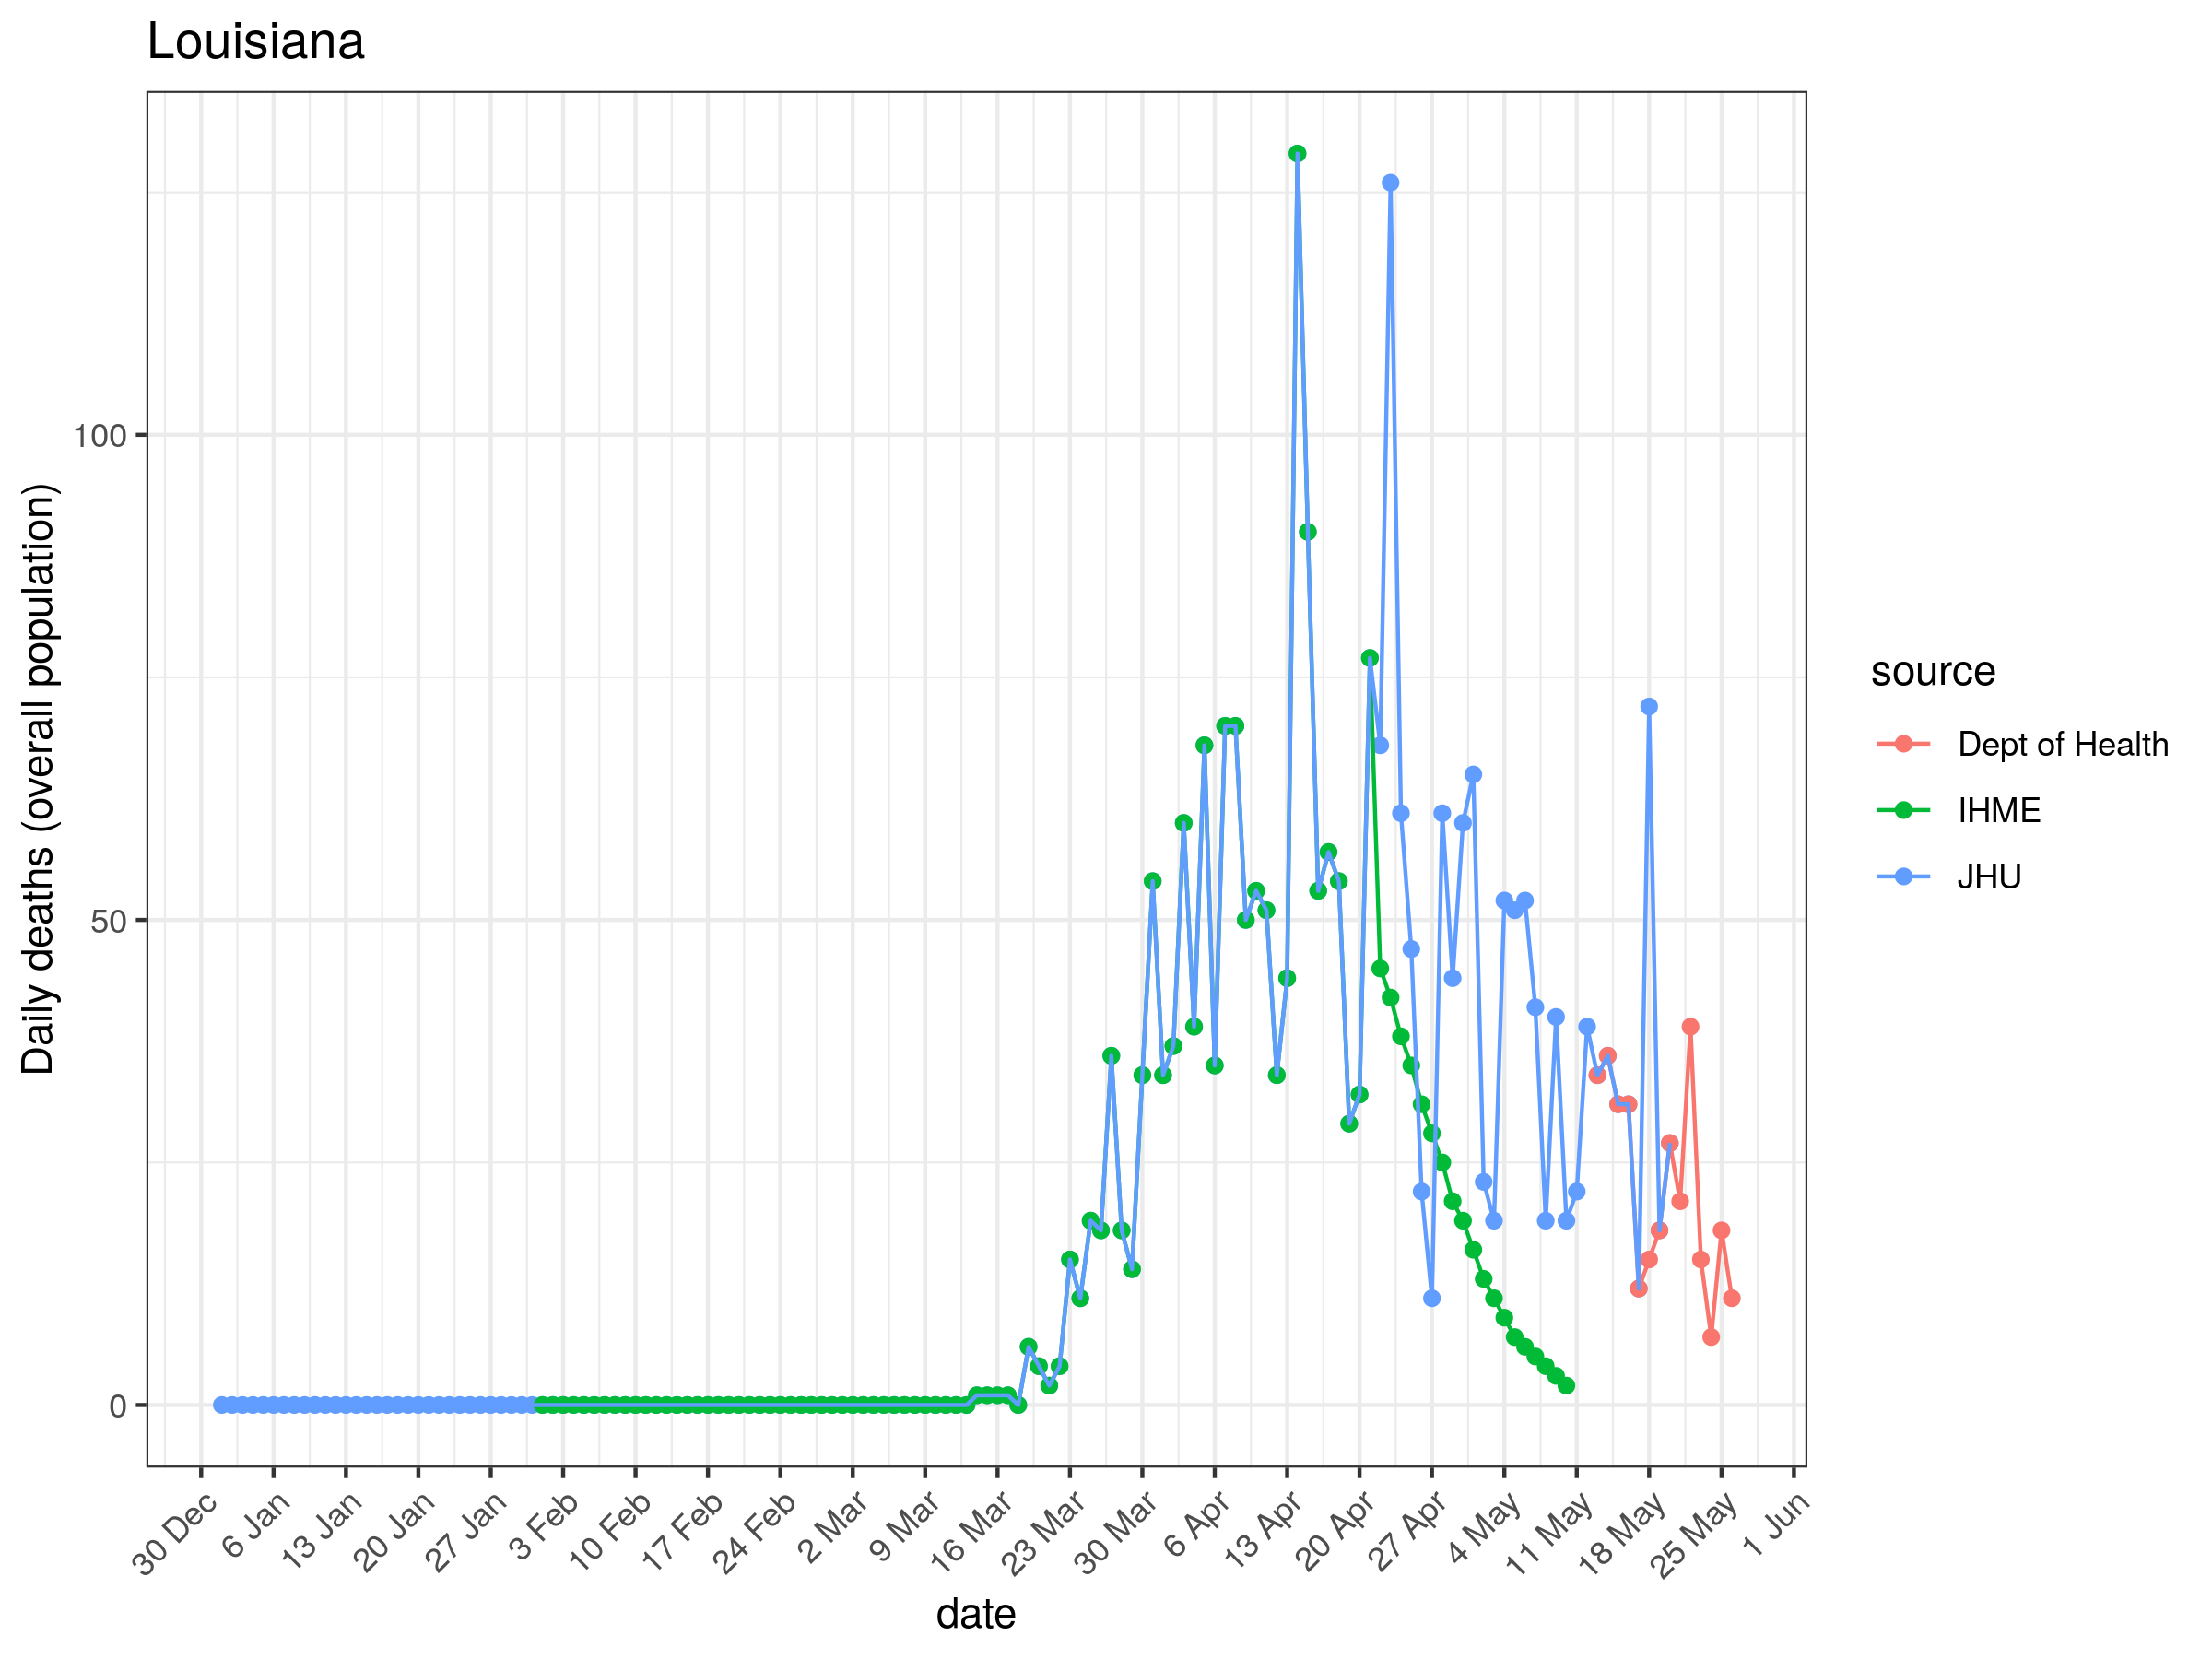 Louisiana
Daily deaths (overall population)
100
50
0
30 Dec
6 Jan
13 Jan
20 Jan
27 Jan
3 Feb
10 Feb
17 Feb
24 Feb
2 Mar
9 Mar
16 Mar
23 Mar
30 Mar
6 Apr
13 Apr
20 Apr
27 Apr
4 May
11 May
18 May
25 May
1 Jun
date
source
Dept of Health
IHME
JHU